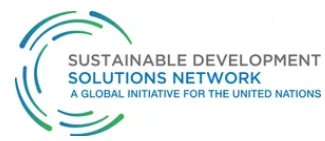 SUSTAINABLE DEVELOPMENT
SOLUTIONS NETWORK
A GLOBAL INITIATIVE FOR THE UNITED NATIONS